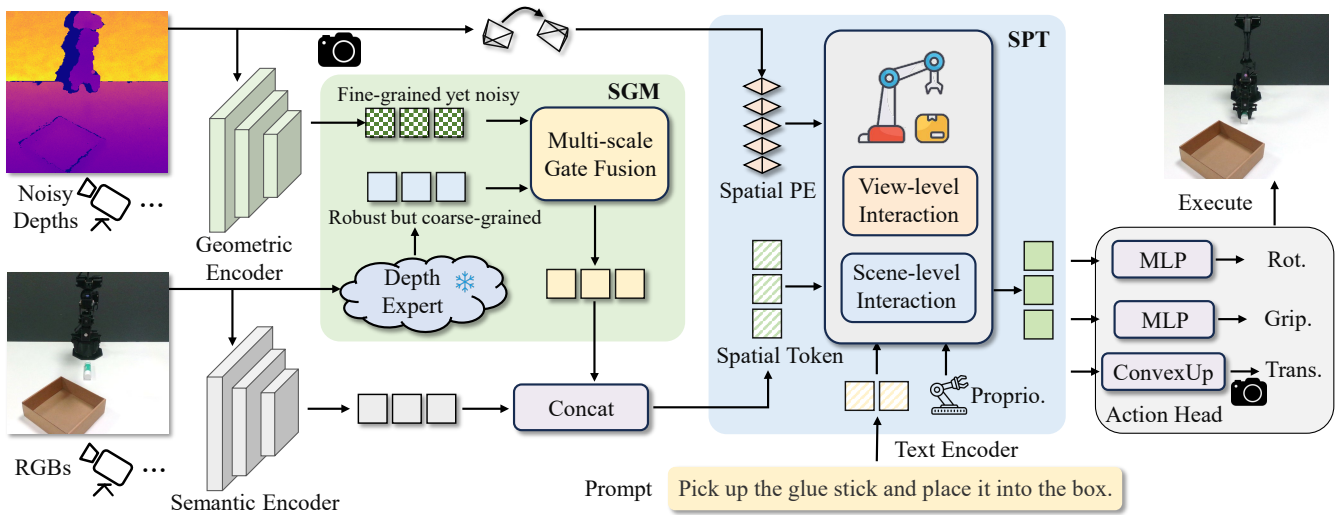 Noisy
Depths
...
Geometric
Encoder
SGM
Fine-grained yet noisy
Multi-scale
Gate Fusion
Robust but coarse-grained
Depth
Expert
RGBs
...
Semantic Encoder
Concat
SPT
Spatial PE
View-level
Interaction
Scene-level
Interaction
Spatial Token
Proprio.
Text Encoder
Prompt
Pick up the glue stick and place it into the box.
Execute
MLP
Rot.
MLP
Grip.
ConvexUp
Trans.
Action Head